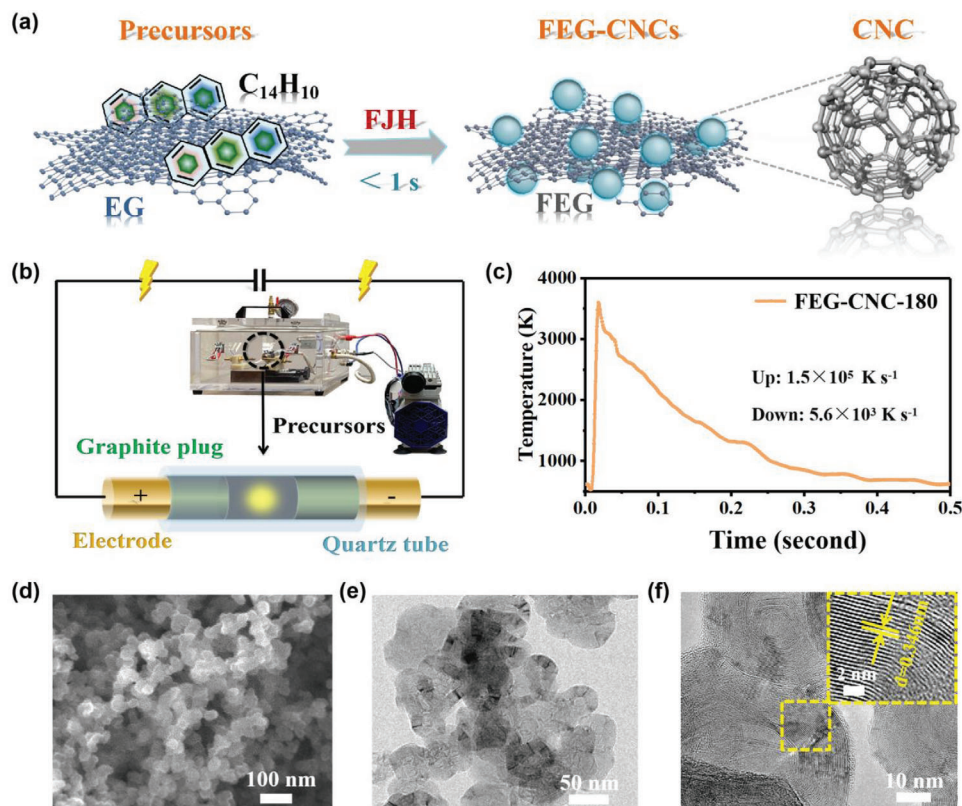 (a)
Precursors
FEG-CNCs
CNC
C₁₄H₁₀
FJH
< 1 s
EG
FEG
(b)
Precursors
Graphite plug
+
-
Electrode
Quartz tube
(c)
4000
3000
2000
1000
Temperature (K)
FEG-CNC-180
Up: 1.5×10⁵ K s⁻¹
Down: 5.6×10³ K s⁻¹
0.0 0.1 0.2 0.3 0.4 0.5
Time (second)
(d)
100 nm
(e)
50 nm
(f)
2 nm
10 nm